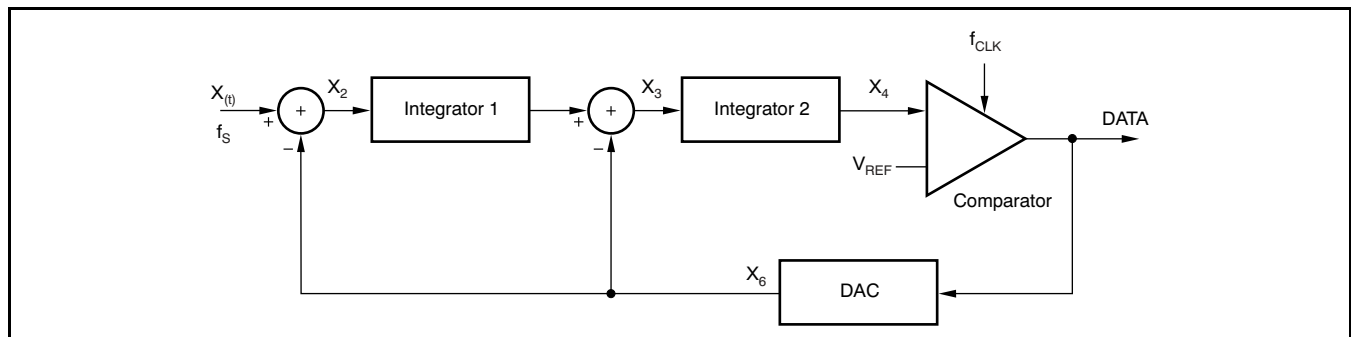 f_CLK
X_(t)
X_2
Integrator 1
X_3
Integrator 2
X_4
DATA
+
+
+
+
f_S
–
–
V_REF
Comparator
X_6
DAC